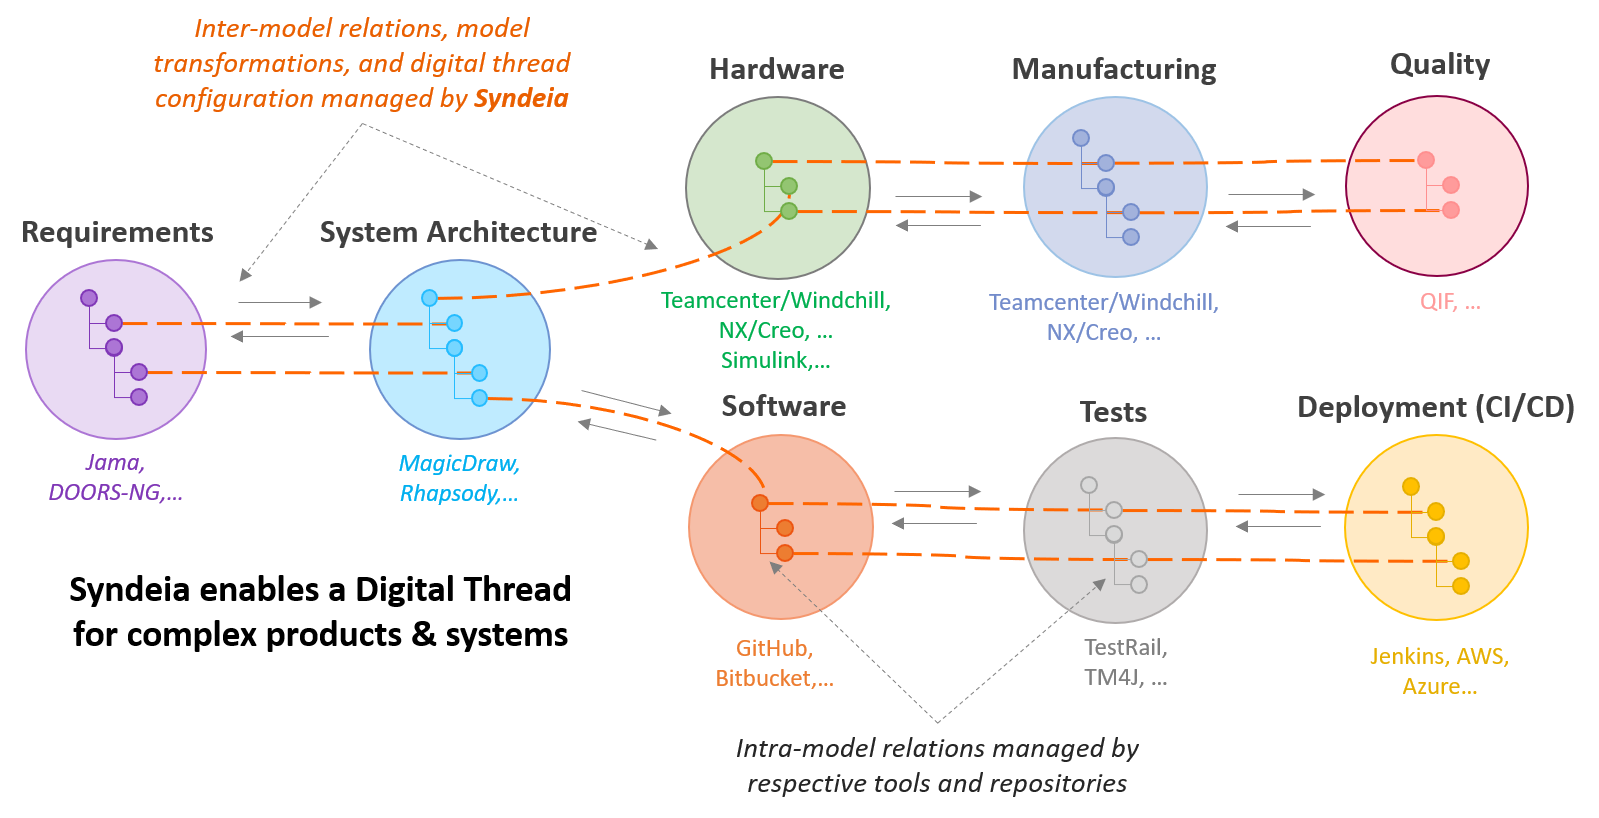 Inter-model relations, model
transformations, and digital thread
configuration managed by Syndeia
Hardware
Manufacturing
Quality
Requirements
System Architecture
Teamcenter/Windchill,
NX/Creo, ...
Simulink,...
Teamcenter/Windchill,
NX/Creo, ...
QIF, ...
Software
Tests
Deployment (CI/CD)
Jama,
DOORS-NG,...
MagicDraw,
Rhapsody,...
Syndeia enables a Digital Thread
for complex products & systems
GitHub,
Bitbucket,...
TestRail,
TM4J, ...
Jenkins, AWS,
Azure...
Intra-model relations managed by
respective tools and repositories